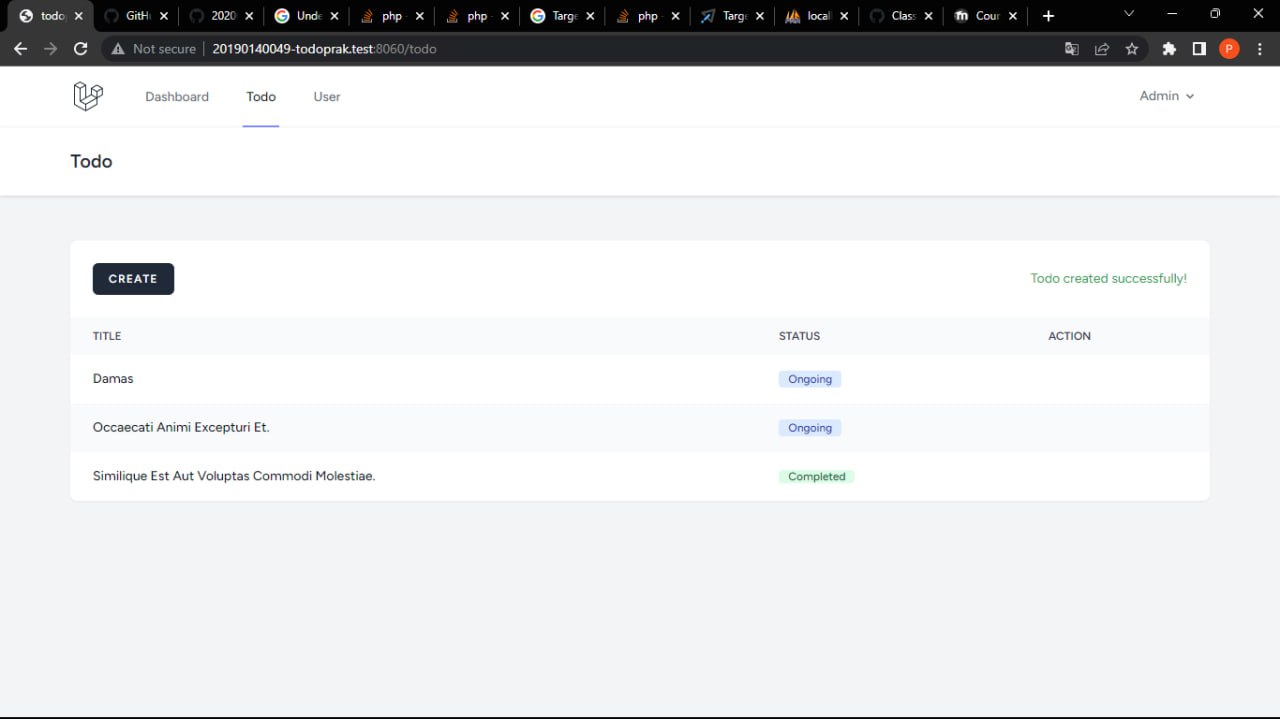 todo
GitH
2020
Unde
php
php
Targe
php
Targ
local
Class
Cour
Not secure
20190140049-todoprak.test:8060/todo
P
Dashboard
Todo
User
Admin
Todo
CREATE
Todo created successfully!
TITLE
STATUS
ACTION
Damas
Ongoing
Occaecati Animi Excepturi Et.
Ongoing
Similique Est Aut Voluptas Commodi Molestiae.
Completed